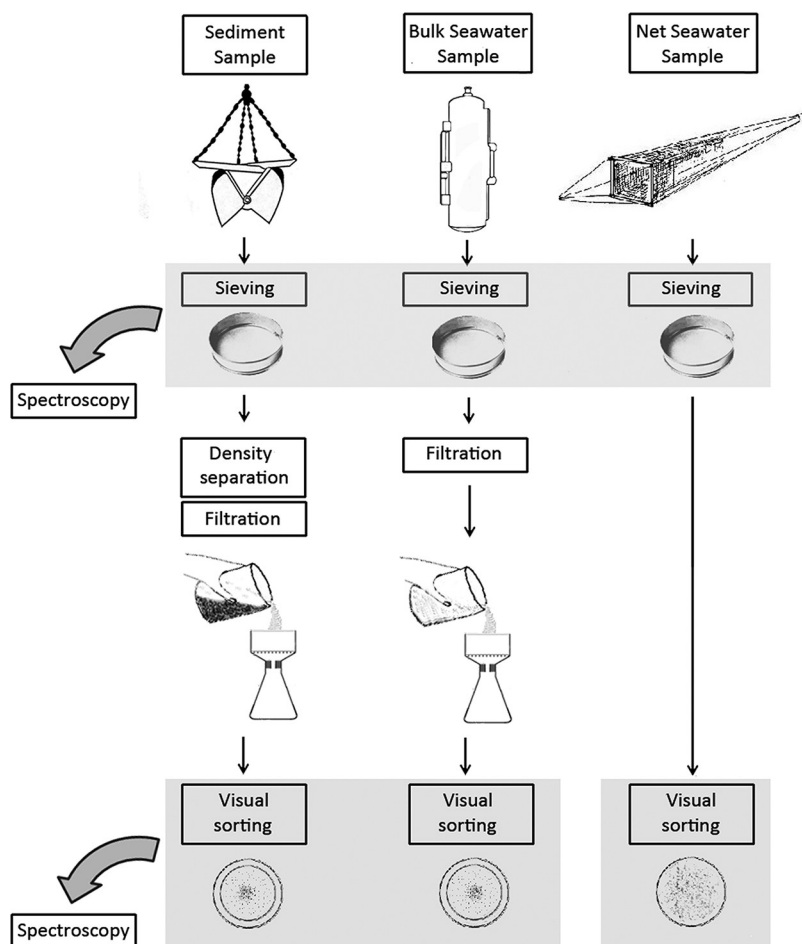 Sediment
Sample
Bulk Seawater
Sample
Net Seawater
Sample
Sieving
Sieving
Sieving
Spectroscopy
Density
separation
Filtration
Filtration
Visual
sorting
Visual
sorting
Visual
sorting
Spectroscopy